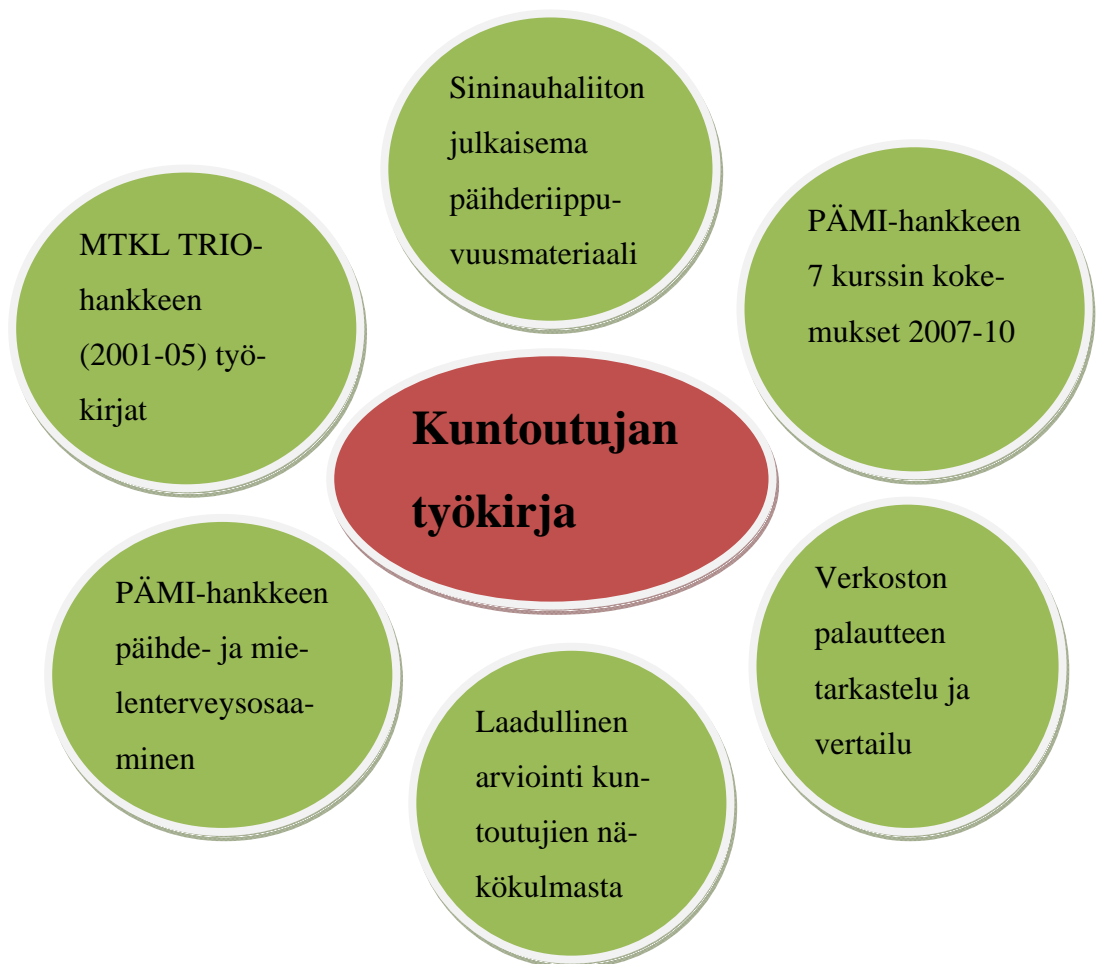 Sininauhaliiton
julkaisema
päihderiippu-
vuusmateriaali
MTKL TRIO-
hankkeen
(2001-05) työ-
kirjat
PÄMI-hankkeen
7 kurssin koke-
mukset 2007-10
Kuntoutujan
työkirja
PÄMI-hankkeen
päihde- ja mie-
lenterveysosaa-
minen
Laadullinen
arviointi kun-
toutujien nä-
kökulmasta
Verkoston
palautteen
tarkastelu ja
vertailu